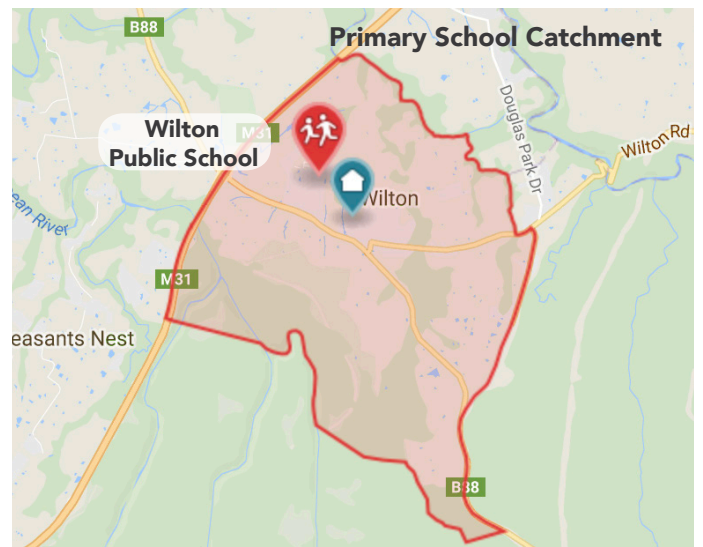 B88
Primary School Catchment
Wilton
Public School
M31
Douglas Park Dr
Wilton Rd
Wilton
ean River
M31
easants Nest
B88